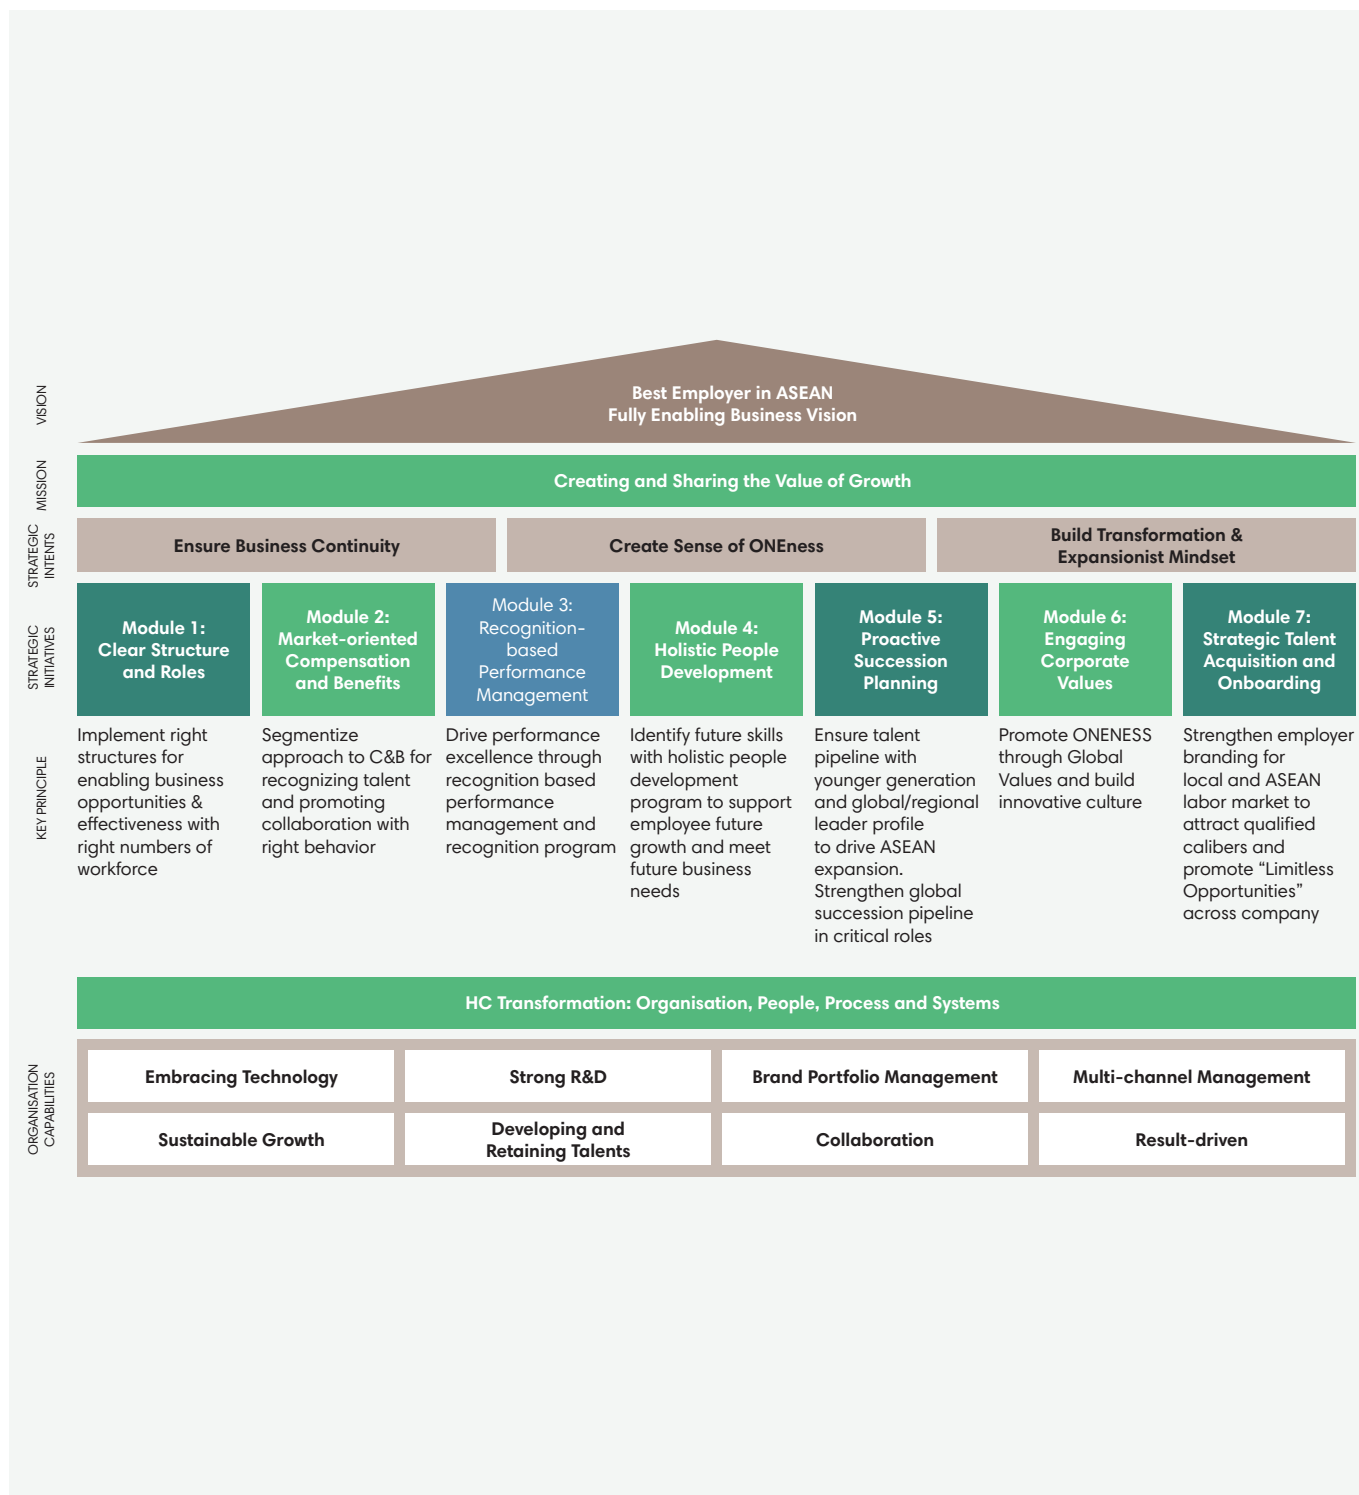 VISION
Best Employer in ASEAN
Fully Enabling Business Vision
MISSION
Creating and Sharing the Value of Growth
STRATEGIC
INTENTS
Ensure Business Continuity
Create Sense of ONEness
Build Transformation &
Expansionist Mindset
STRATEGIC
INITIATIVES
Module 1:
Clear Structure
and Roles
Module 2:
Market-oriented
Compensation
and Benefits
Module 3:
Recognition-
based
Performance
Management
Module 4:
Holistic People
Development
Module 5:
Proactive
Succession
Planning
Module 6:
Engaging
Corporate
Values
Module 7:
Strategic Talent
Acquisition and
Onboarding
KEY PRINCIPLE
Implement right
structures for
enabling business
opportunities &
effectiveness with
right numbers of
workforce
Segmentize
approach to C&B for
recognizing talent
and promoting
collaboration with
right behavior
Drive performance
excellence through
recognition based
performance
management and
recognition program
Identify future skills
with holistic people
development
program to support
employee future
growth and meet
future business
needs
Ensure talent
pipeline with
younger generation
and global/regional
leader profile
to drive ASEAN
expansion.
Strengthen global
succession pipeline
in critical roles
Promote ONENESS
through Global
Values and build
innovative culture
Strengthen employer
branding for
local and ASEAN
labor market to
attract qualified
calibers and
promote “Limitless
Opportunities”
across company
HC Transformation: Organisation, People, Process and Systems
ORGANISATION
CAPABILITIES
Embracing Technology
Strong R&D
Brand Portfolio Management
Multi-channel Management
Sustainable Growth
Developing and
Retaining Talents
Collaboration
Result-driven